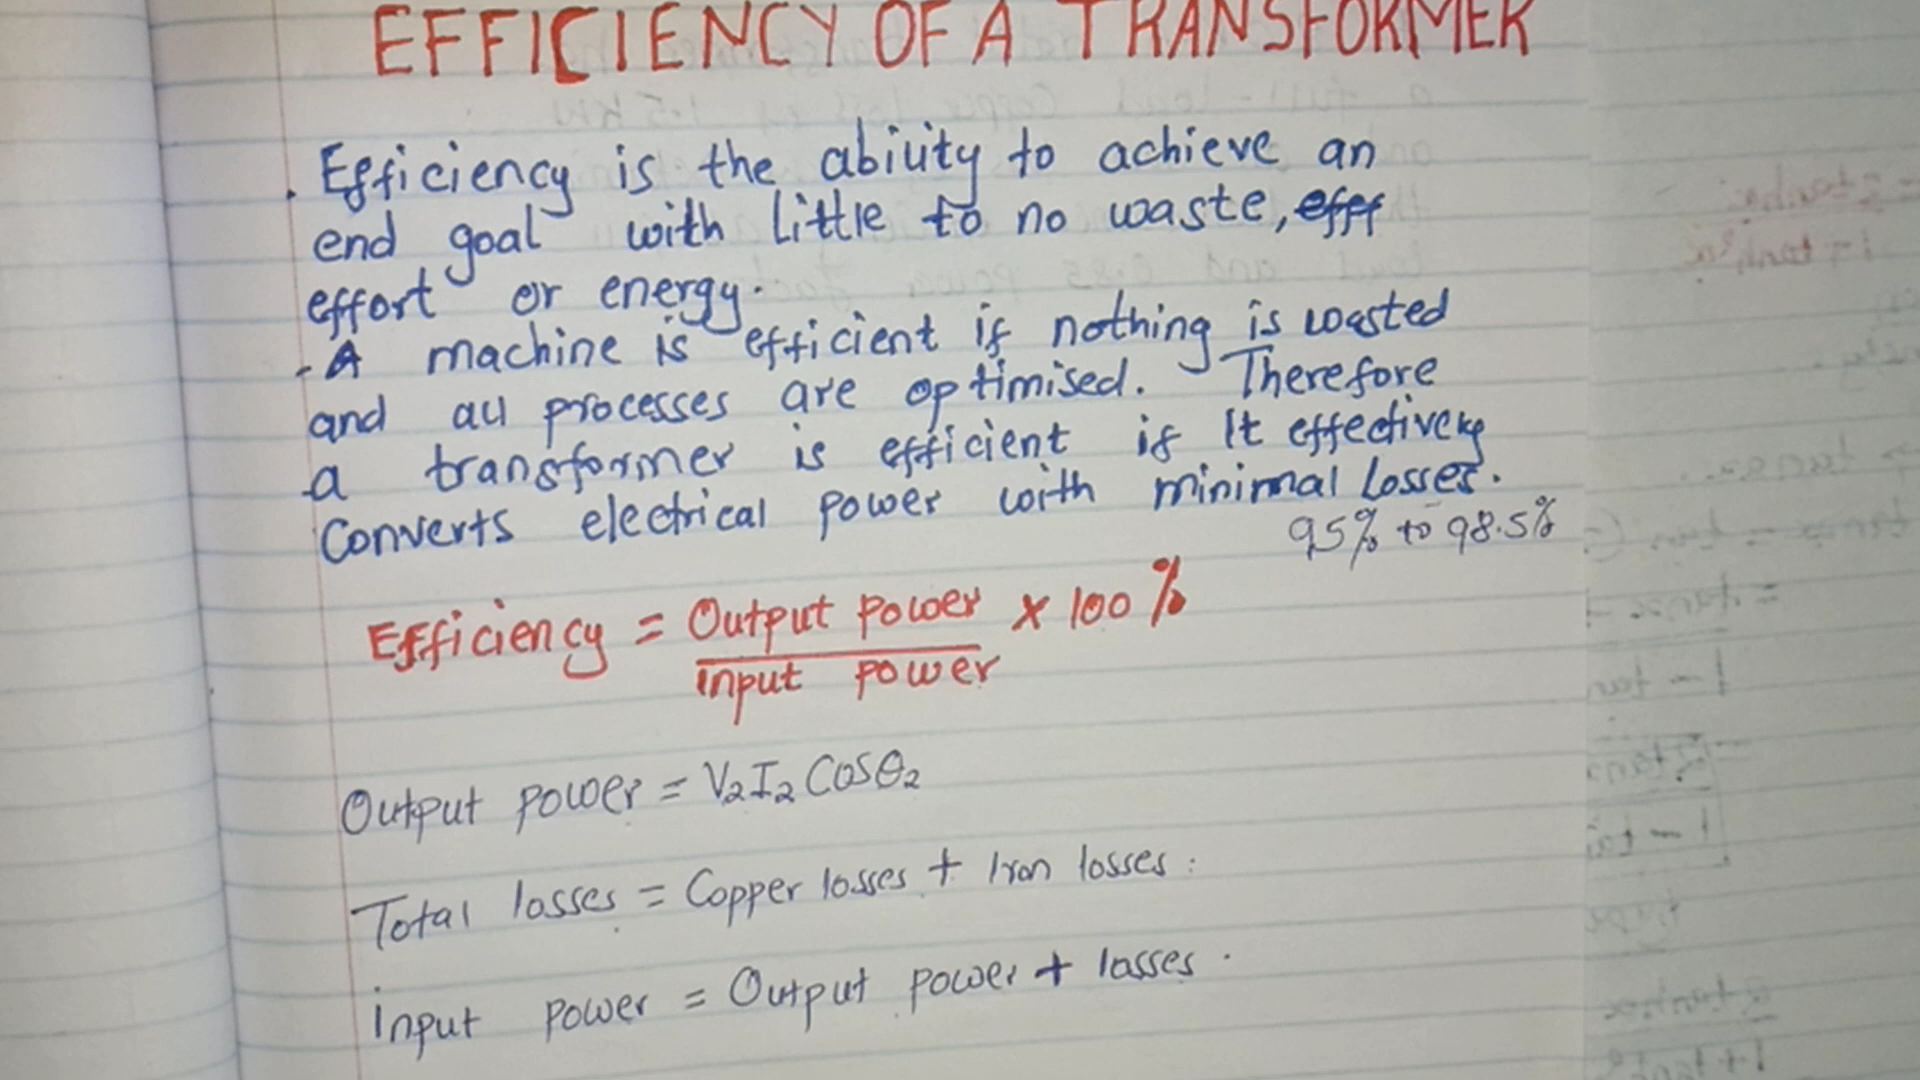 EFFICIENCY OF A TRANSFORMER
. Efficiency is the ability to achieve an
end goal with little to no waste, efff
effort or energy.
- A machine is efficient if nothing is wasted
and all processes are optimised. Therefore
a transformer is efficient if it effectively
Converts electrical power with minimal losses.
95% to 98.5%
Efficiency = Output power × 100%
input power
Output power = V₂I₂ Cosθ₂
Total losses = Copper losses + Iron losses :
input power = Output power + losses .